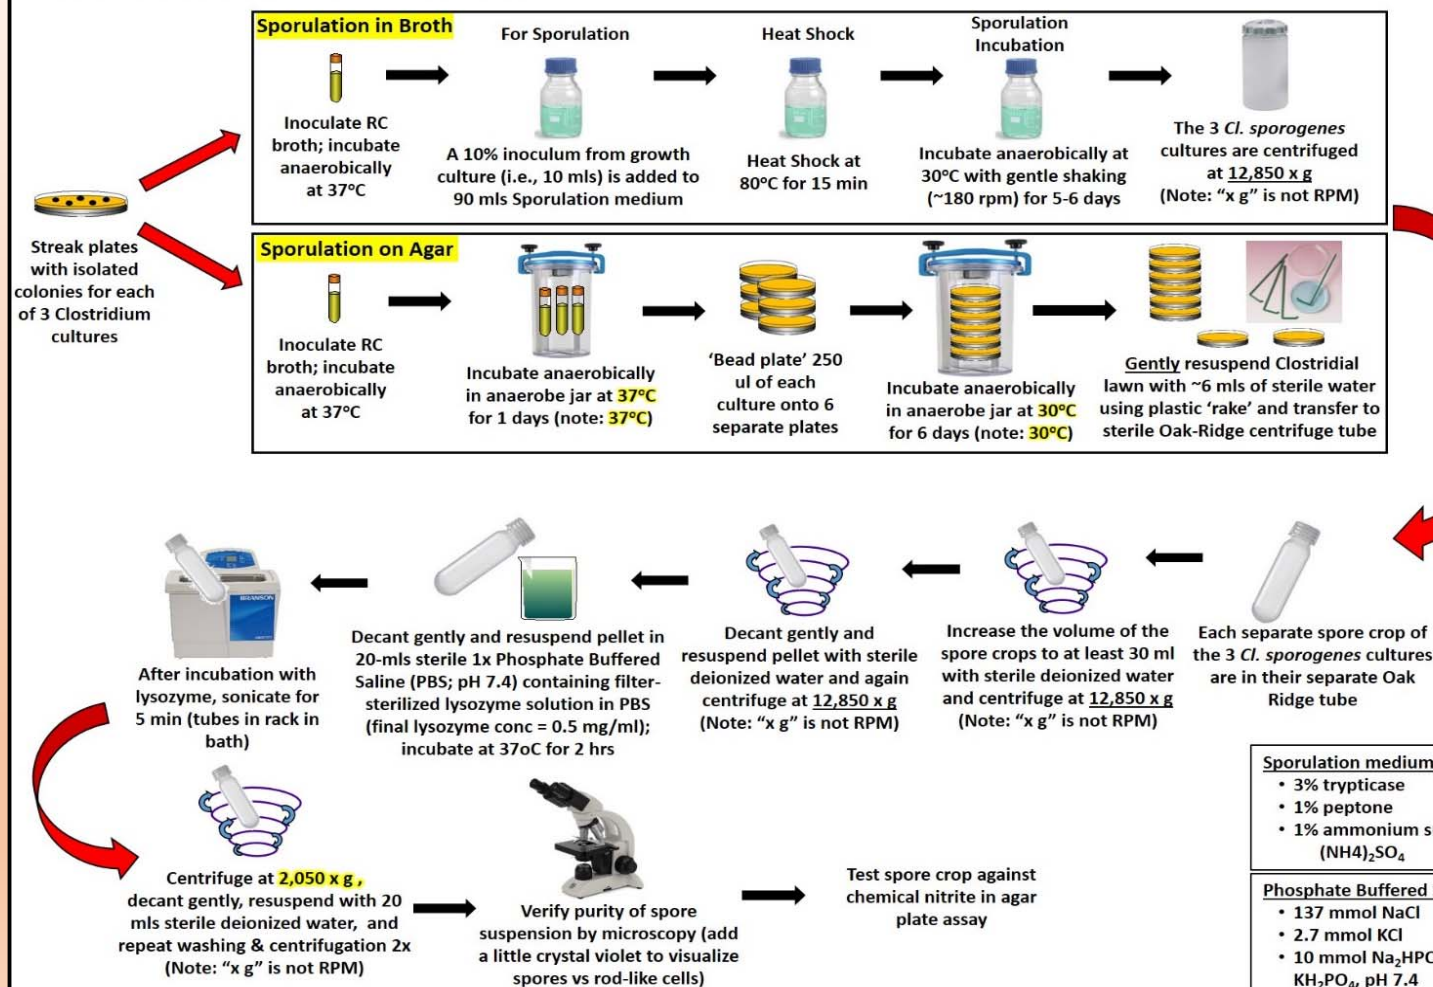 Sporulation in Broth
Inoculate RC
broth; incubate
anaerobically
at 37°C
For Sporulation
A 10% inoculum from growth
culture (i.e., 10 mls) is added to
90 mls Sporulation medium
Heat Shock
Heat Shock at
80°C for 15 min
Sporulation
Incubation
Incubate anaerobically at
30°C with gentle shaking
(~180 rpm) for 5-6 days
The 3 Cl. sporogenes
cultures are centrifuged
at 12,850 x g
(Note: “x g” is not RPM)
Streak plates
with isolated
colonies for each
of 3 Clostridium
cultures
Sporulation on Agar
Inoculate RC
broth; incubate
anaerobically
at 37°C
Incubate anaerobically
in anaerobe jar at 37°C
for 1 days (note: 37°C)
‘Bead plate’ 250
ul of each
culture onto 6
separate plates
Incubate anaerobically
in anaerobe jar at 30°C
for 6 days (note: 30°C)
Gently resuspend Clostridial
lawn with ~6 mls of sterile water
using plastic ‘rake’ and transfer to
sterile Oak-Ridge centrifuge tube
Each separate spore crop of
the 3 Cl. sporogenes cultures
are in their separate Oak
Ridge tube
Increase the volume of the
spore crops to at least 30 ml
with sterile deionized water
and centrifuge at 12,850 x g
(Note: “x g” is not RPM)
Decant gently and
resuspend pellet with sterile
deionized water and again
centrifuge at 12,850 x g
(Note: “x g” is not RPM)
Decant gently and resuspend pellet in
20-mls sterile 1x Phosphate Buffered
Saline (PBS; pH 7.4) containing filter-
sterilized lysozyme solution in PBS
(final lysozyme conc = 0.5 mg/ml);
incubate at 37oC for 2 hrs
BRANSON
After incubation with
lysozyme, sonicate for
5 min (tubes in rack in
bath)
Centrifuge at 2,050 x g ,
decant gently, resuspend with 20
mls sterile deionized water, and
repeat washing & centrifugation 2x
(Note: “x g” is not RPM)
Verify purity of spore
suspension by microscopy (add
a little crystal violet to visualize
spores vs rod-like cells)
Test spore crop against
chemical nitrite in agar
plate assay
Sporulation medium
• 3% trypticase
• 1% peptone
• 1% ammonium
(NH4)₂SO₄
Phosphate Buffered
• 137 mmol NaCl
• 2.7 mmol KCl
• 10 mmol Na₂HPO
KH₂PO₄, pH 7.4